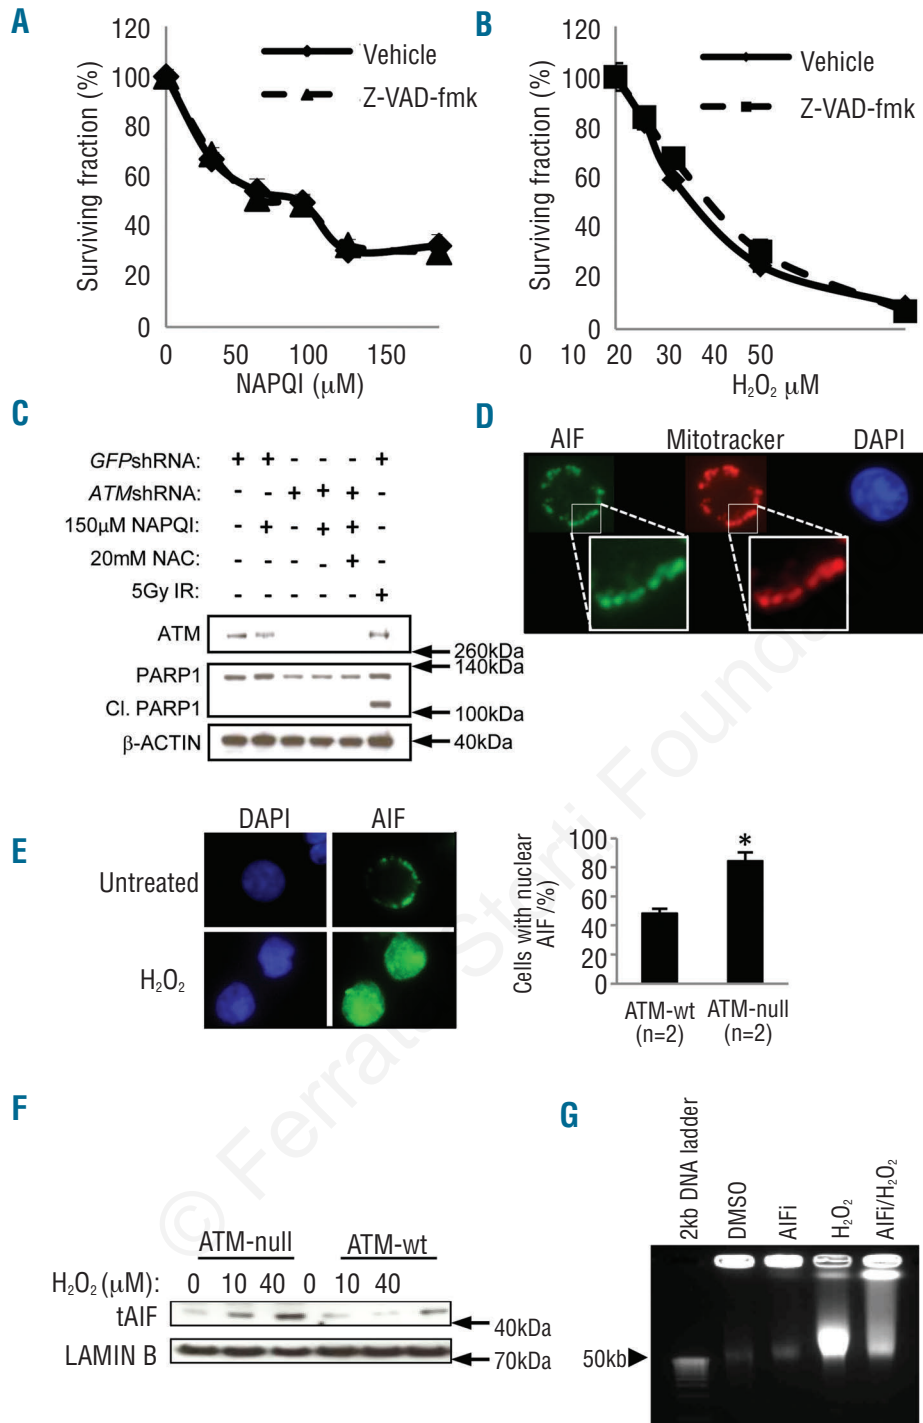 A
120
100
80
60
40
20
0
Surviving fraction (%)
Vehicle
Z-VAD-fmk
0 50 100 150
NAPQI (μM)
B
120
100
80
60
40
20
0
Surviving fraction (%)
Vehicle
Z-VAD-fmk
0 10 20 30 40 50
H₂O₂ μM
C
GFPshRNA: + + - - - +
ATMshRNA: - - + + + -
150μM NAPQI: - + - + + -
20mM NAC: - - - - + -
5Gy IR: - - - - - +
ATM
260kDa
140kDa
PARP1
Cl. PARP1
100kDa
β-ACTIN
40kDa
D
AIF Mitotracker DAPI
E
DAPI AIF
Untreated
H₂O₂
Cells with nuclear
AIF /%)
100
80
60
40
20
0
*
ATM-wt ATM-null
(n=2) (n=2)
F
ATM-null ATM-wt
H₂O₂ (μM): 0 10 40 0 10 40
tAIF
40kDa
LAMIN B
70kDa
G
2kb DNA ladder
DMSO
AIFi
H₂O₂
AIFi/H₂O₂
50kb
© Ferrata Storti Founda